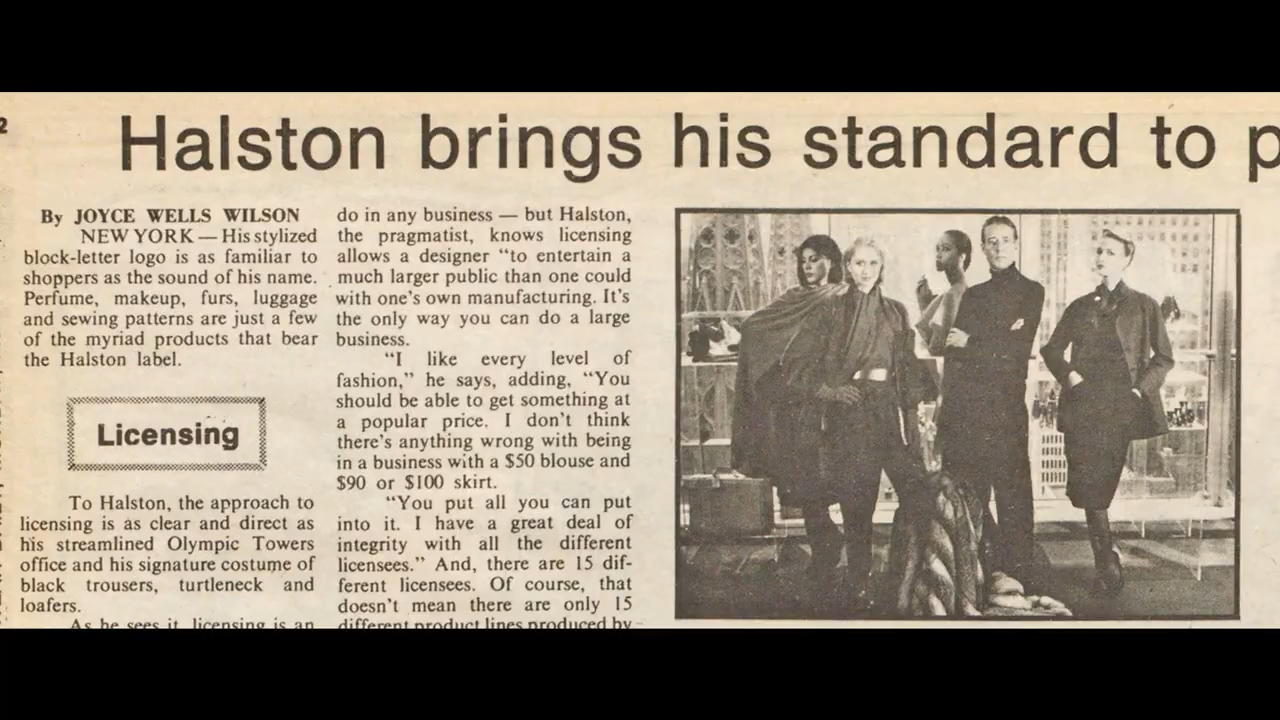 Halston brings his standard to p
By JOYCE WELLS WILSON
NEW YORK — His stylized
block-letter logo is as familiar to
shoppers as the sound of his name.
Perfume, makeup, furs, luggage
and sewing patterns are just a few
of the myriad products that bear
the Halston label.
Licensing
To Halston, the approach to
licensing is as clear and direct as
his streamlined Olympic Towers
office and his signature costume of
black trousers, turtleneck and
loafers.
As he sees it, licensing is an
do in any business — but Halston,
the pragmatist, knows licensing
allows a designer “to entertain a
much larger public than one could
with one's own manufacturing. It's
the only way you can do a large
business.
“I like every level of
fashion,” he says, adding, “You
should be able to get something at
a popular price. I don't think
there's anything wrong with being
in a business with a $50 blouse and
$90 or $100 skirt.
“You put all you can put
into it. I have a great deal of
integrity with all the different
licensees.” And, there are 15 dif-
ferent licensees. Of course, that
doesn't mean there are only 15
different product lines produced by